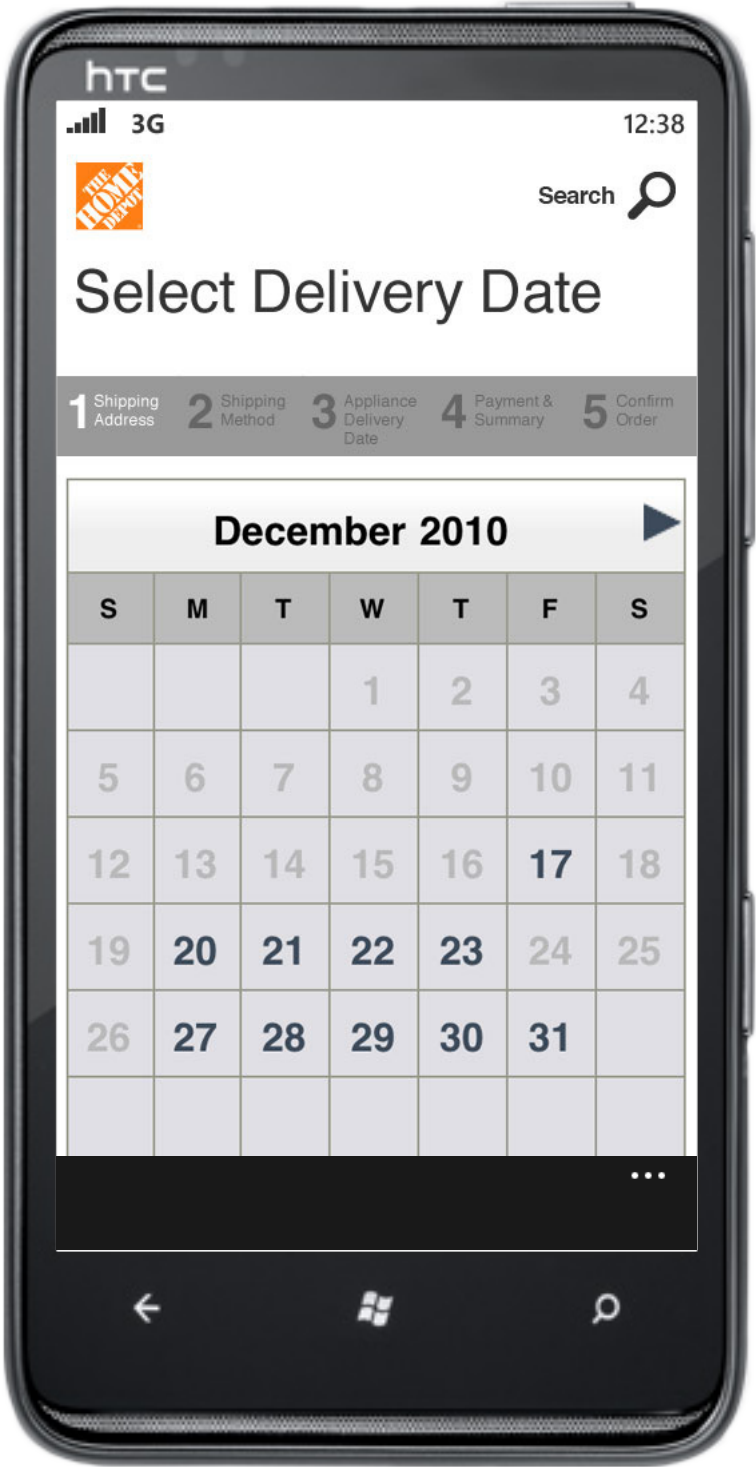 hTC
3G 12:38
THE
HOME
DEPOT
Search
Select Delivery Date
1 Shipping Address 2 Shipping Method 3 Appliance Delivery Date 4 Payment & Summary 5 Confirm Order
December 2010
S M T W T F S
1 2 3 4
5 6 7 8 9 10 11
12 13 14 15 16 17 18
19 20 21 22 23 24 25
26 27 28 29 30 31
...